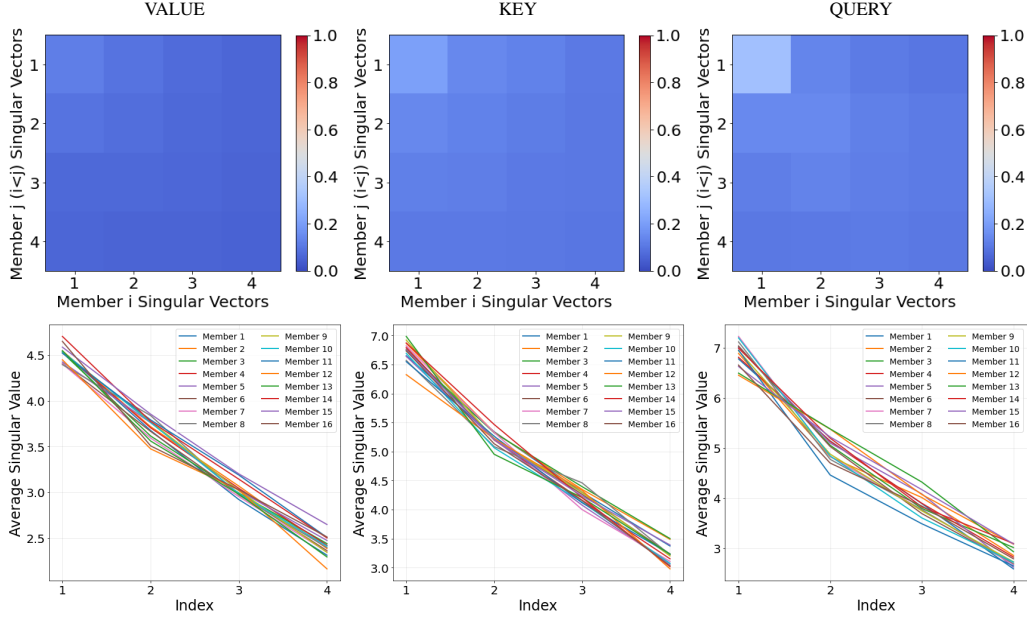 VALUE
KEY
QUERY
Member j (i<j) Singular Vectors
1
2
3
4
1 2 3 4
Member i Singular Vectors
1.0
0.8
0.6
0.4
0.2
0.0
Member j (i<j) Singular Vectors
1
2
3
4
1 2 3 4
Member i Singular Vectors
1.0
0.8
0.6
0.4
0.2
0.0
Member j (i<j) Singular Vectors
1
2
3
4
1 2 3 4
Member i Singular Vectors
1.0
0.8
0.6
0.4
0.2
0.0
Average Singular Value
4.5
4.0
3.5
3.0
2.5
1 2 3 4
Index
Member 1 Member 9
Member 2 Member 10
Member 3 Member 11
Member 4 Member 12
Member 5 Member 13
Member 6 Member 14
Member 7 Member 15
Member 8 Member 16
Average Singular Value
7.0
6.5
6.0
5.5
5.0
4.5
4.0
3.5
3.0
1 2 3 4
Index
Member 1 Member 9
Member 2 Member 10
Member 3 Member 11
Member 4 Member 12
Member 5 Member 13
Member 6 Member 14
Member 7 Member 15
Member 8 Member 16
Average Singular Value
7
6
5
4
3
1 2 3 4
Index
Member 1 Member 9
Member 2 Member 10
Member 3 Member 11
Member 4 Member 12
Member 5 Member 13
Member 6 Member 14
Member 7 Member 15
Member 8 Member 16